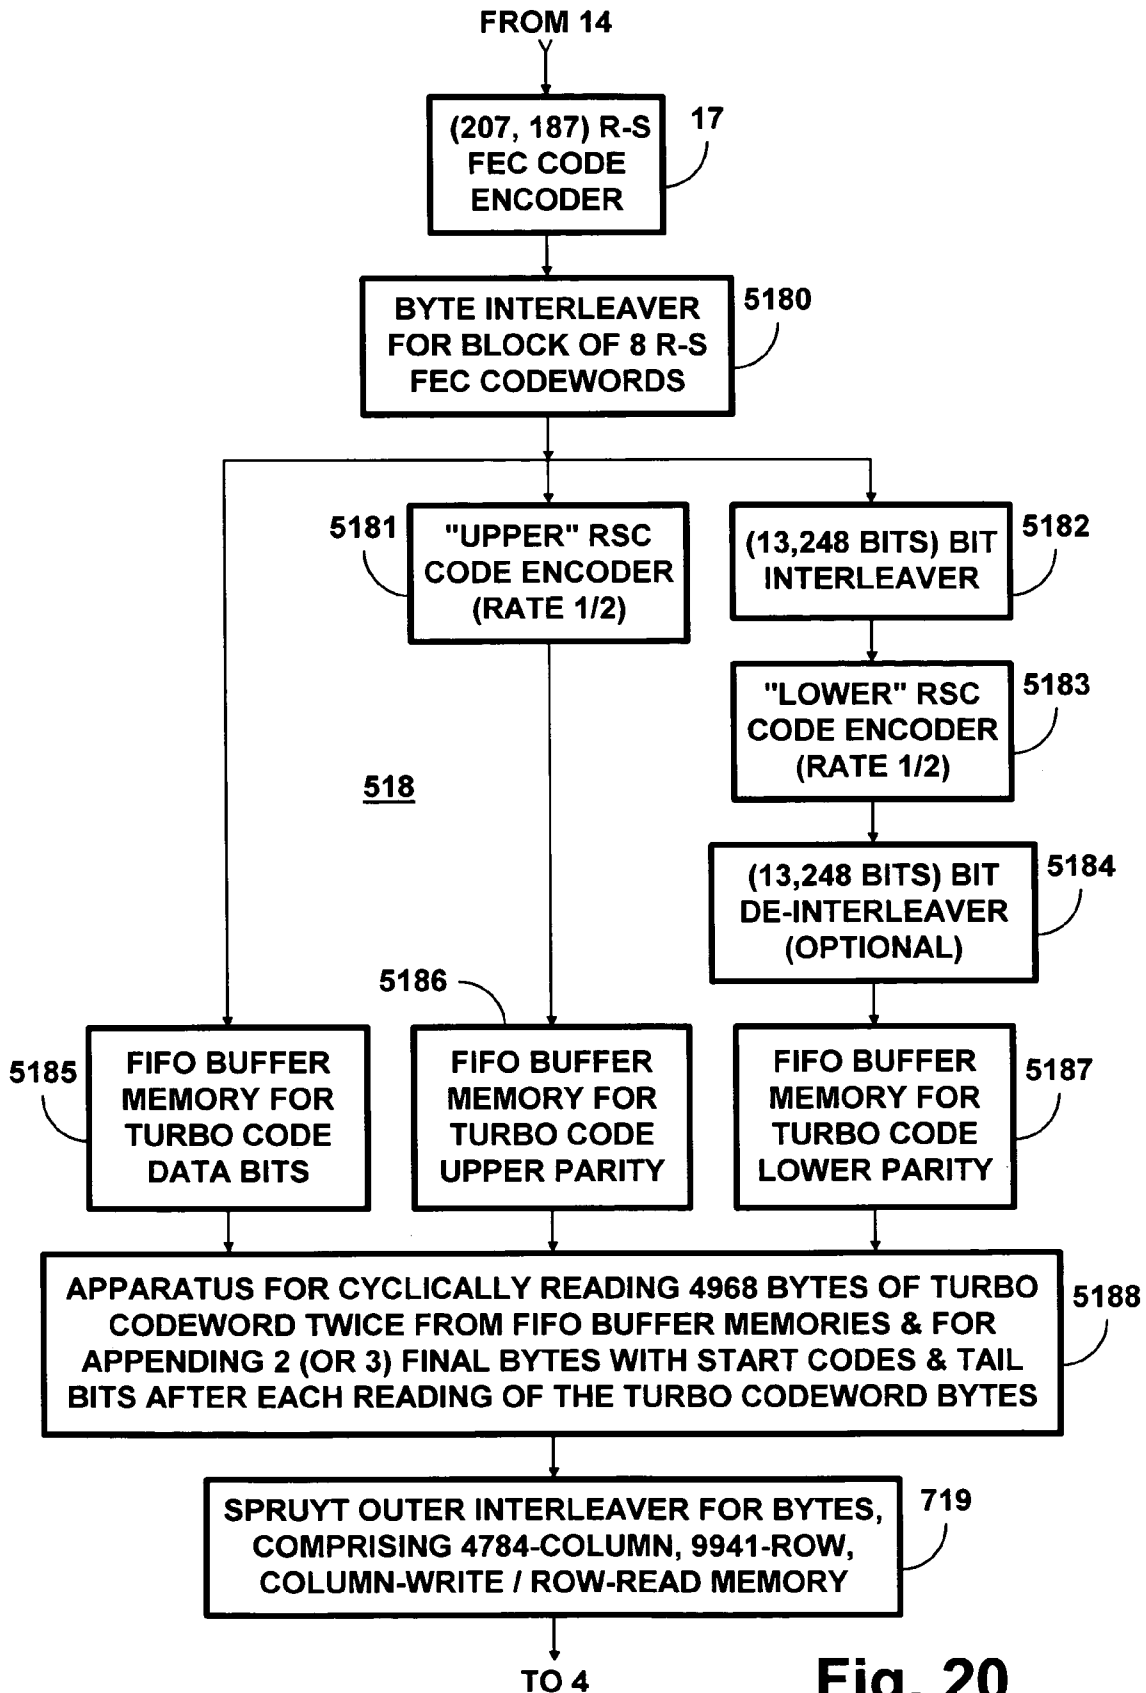 FROM 14
(207, 187) R-S
FEC CODE
ENCODER
17
BYTE INTERLEAVER
FOR BLOCK OF 8 R-S
FEC CODEWORDS
5180
5181
"UPPER" RSC
CODE ENCODER
(RATE 1/2)
(13,248 BITS) BIT
INTERLEAVER
5182
"LOWER" RSC
CODE ENCODER
(RATE 1/2)
5183
518
(13,248 BITS) BIT
DE-INTERLEAVER
(OPTIONAL)
5184
5185
FIFO BUFFER
MEMORY FOR
TURBO CODE
DATA BITS
5186
FIFO BUFFER
MEMORY FOR
TURBO CODE
UPPER PARITY
FIFO BUFFER
MEMORY FOR
TURBO CODE
LOWER PARITY
5187
APPARATUS FOR CYCLICALLY READING 4968 BYTES OF TURBO
CODEWORD TWICE FROM FIFO BUFFER MEMORIES & FOR
APPENDING 2 (OR 3) FINAL BYTES WITH START CODES & TAIL
BITS AFTER EACH READING OF THE TURBO CODEWORD BYTES
5188
SPRUYT OUTER INTERLEAVER FOR BYTES,
COMPRISING 4784-COLUMN, 9941-ROW,
COLUMN-WRITE / ROW-READ MEMORY
719
TO 4
Fig. 20